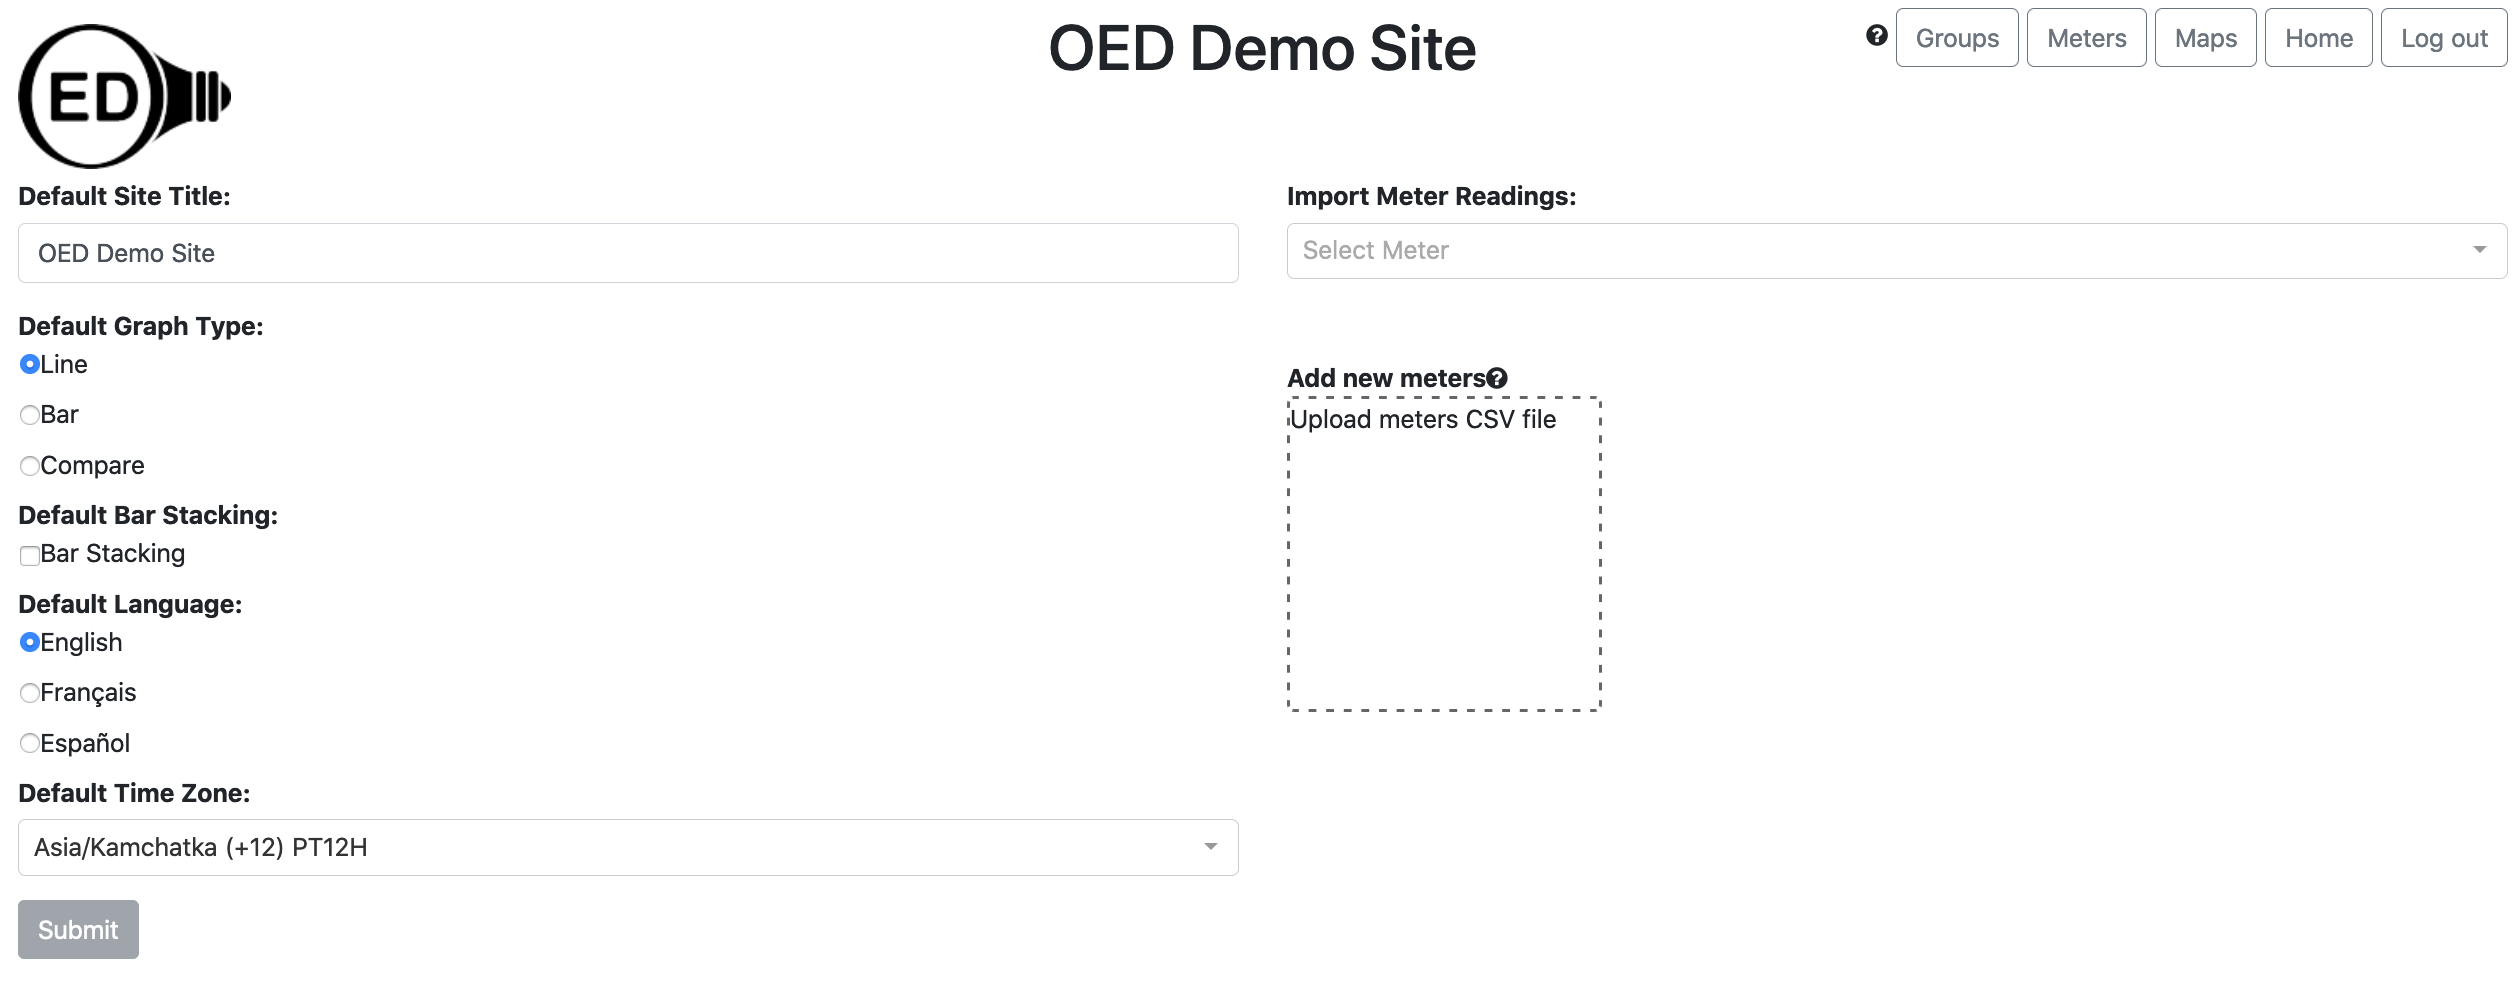 ED
OED Demo Site
Groups
Meters
Maps
Home
Log out
Default Site Title:
OED Demo Site
Default Graph Type:
Line
Bar
Compare
Default Bar Stacking:
Bar Stacking
Default Language:
English
Français
Español
Default Time Zone:
Asia/Kamchatka (+12) PT12H
Submit
Import Meter Readings:
Select Meter
Add new meters
Upload meters CSV file